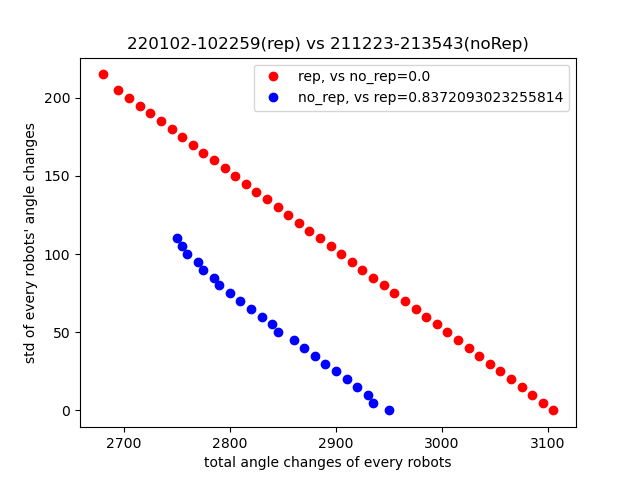 220102-102259(rep) vs 211223-213543(noRep)
rep, vs no_rep=0.0
no_rep, vs rep=0.8372093023255814
200
150
100
50
0
std of every robots' angle changes
2700 2800 2900 3000 3100
total angle changes of every robots